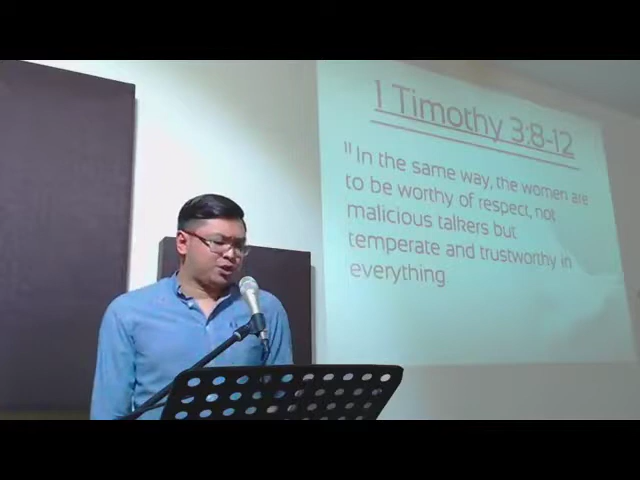 1 Timothy 3:8-12
11 In the same way, the women are
to be worthy of respect, not
malicious talkers but
temperate and trustworthy in
everything